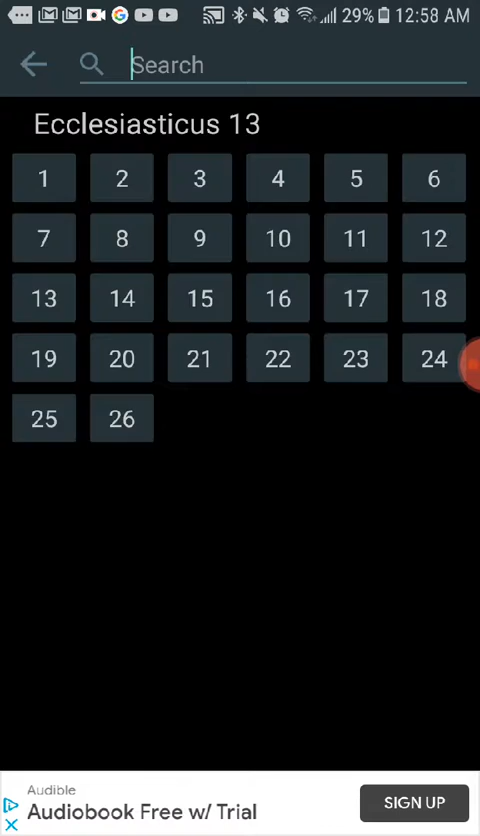 29% 12:58 AM
Search
Ecclesiasticus 13
1 2 3 4 5 6
7 8 9 10 11 12
13 14 15 16 17 18
19 20 21 22 23 24
25 26
Audible
Audiobook Free w/ Trial
SIGN UP